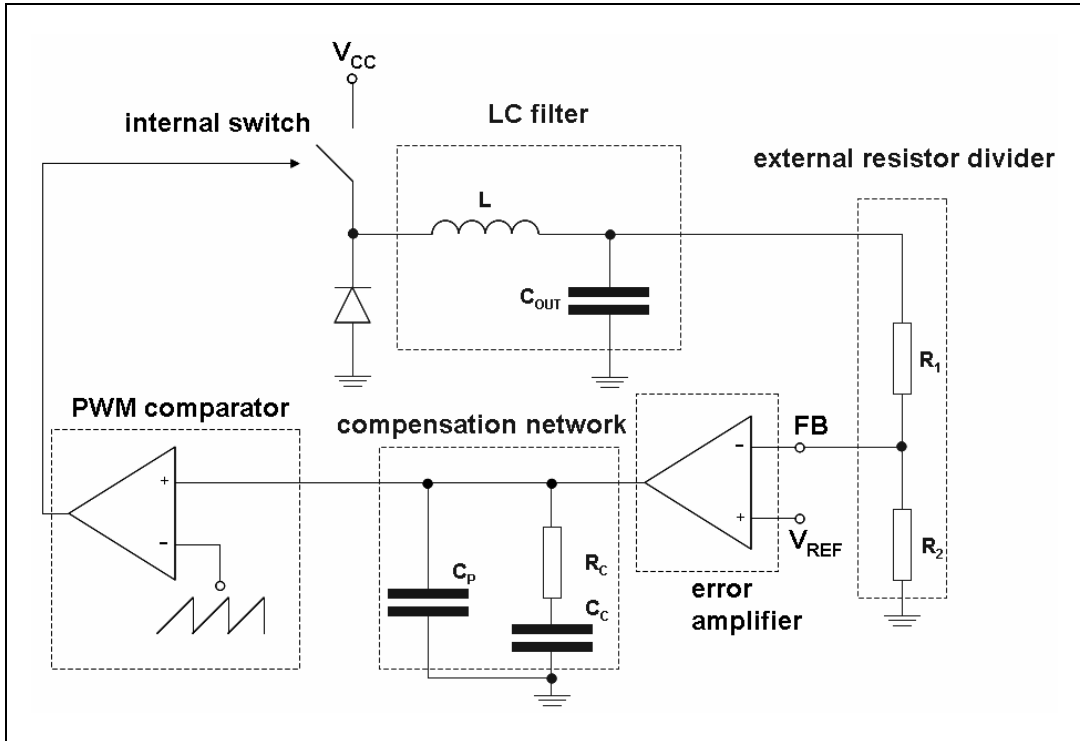 V_CC
internal switch
LC filter
external resistor divider
L
C_OUT
R_1
PWM comparator
compensation network
FB
-
+
+
-
V_REF
R_2
C_P
R_C
C_C
error
amplifier